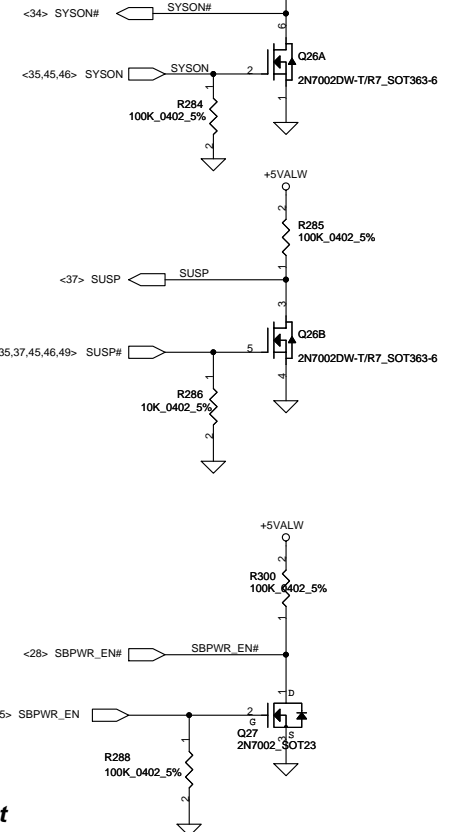 <34> SYSON# SYSON#
6
Q26A
<35,45,46> SYSON SYSON 2
2N7002DW-T/R7_SOT363-6
1
1
R284
100K_0402_5%
2
+5VALW
2
R285
100K_0402_5%
1
<37> SUSP SUSP
3
Q26B
35,37,45,46,49> SUSP# 5
2N7002DW-T/R7_SOT363-6
1
4
R286
10K_0402_5%
2
+5VALW
2
R300
100K_0402_5%
1
<28> SBPWR_EN# SBPWR_EN#
1 D
5> SBPWR_EN 2
G
Q27 3 S
2N7002_SOT23
1
R288
100K_0402_5%
2
t